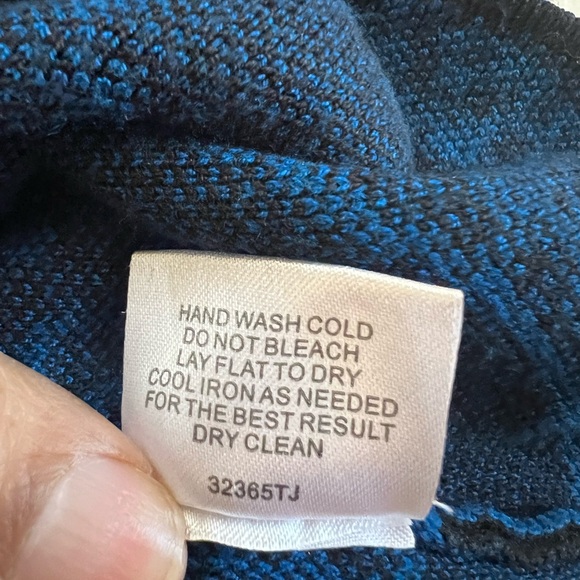 HAND WASH COLD
DO NOT BLEACH
LAY FLAT TO DRY
COOL IRON AS NEEDED
FOR THE BEST RESULT
DRY CLEAN
32365TJ